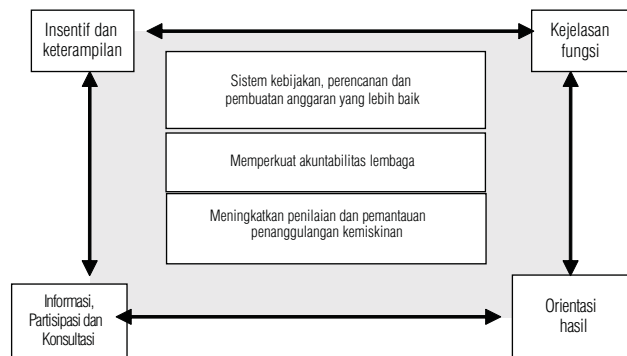 Insentif dan
keterampilan
Kejelasan
fungsi
Sistem kebijakan, perencanan dan
pembuatan anggaran yang lebih baik
Memperkuat akuntabilitas lembaga
Meningkatkan penilaian dan pemantauan
penanggulangan kemiskinan
Informasi,
Partisipasi dan
Konsultasi
Orientasi
hasil